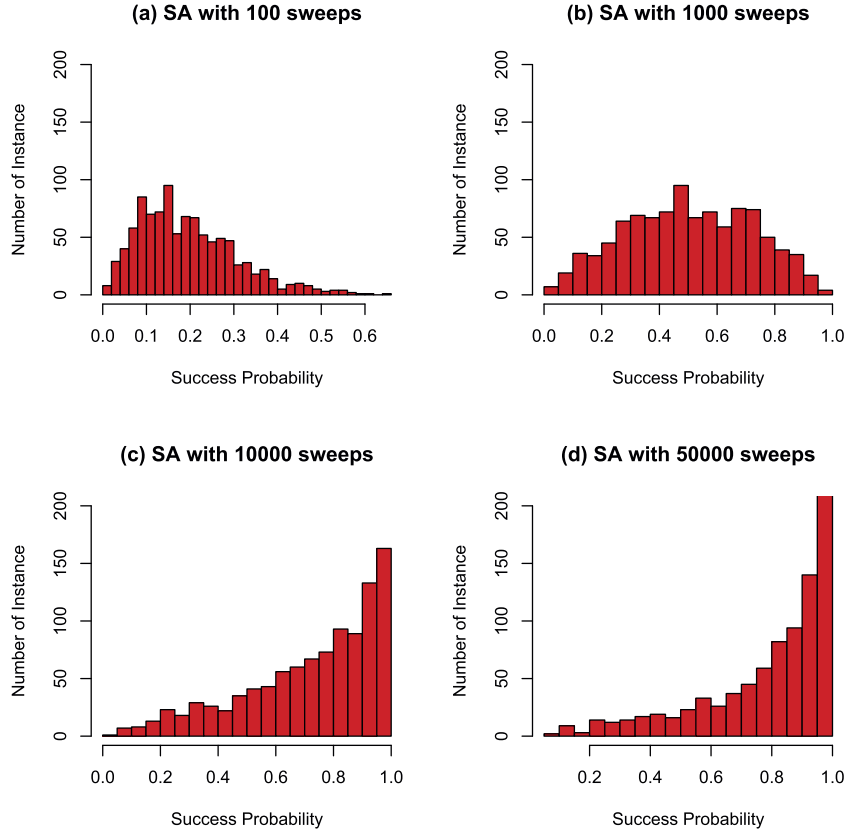 (a) SA with 100 sweeps
Number of Instance
0 50 100 150 200
0.0 0.1 0.2 0.3 0.4 0.5 0.6
Success Probability
(b) SA with 1000 sweeps
Number of Instance
0 50 100 150 200
0.0 0.2 0.4 0.6 0.8 1.0
Success Probability
(c) SA with 10000 sweeps
Number of Instance
0 50 100 150 200
0.0 0.2 0.4 0.6 0.8 1.0
Success Probability
(d) SA with 50000 sweeps
Number of Instance
0 50 100 150 200
0.2 0.4 0.6 0.8 1.0
Success Probability